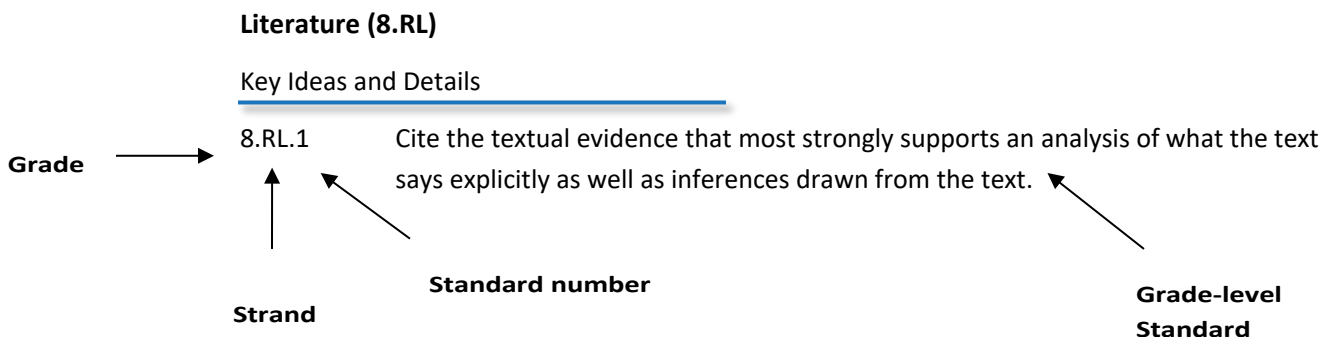 Literature (8.RL)
Key Ideas and Details
8.RL.1 Cite the textual evidence that most strongly supports an analysis of what the text
says explicitly as well as inferences drawn from the text.
Grade
Strand
Standard number
Grade-level
Standard